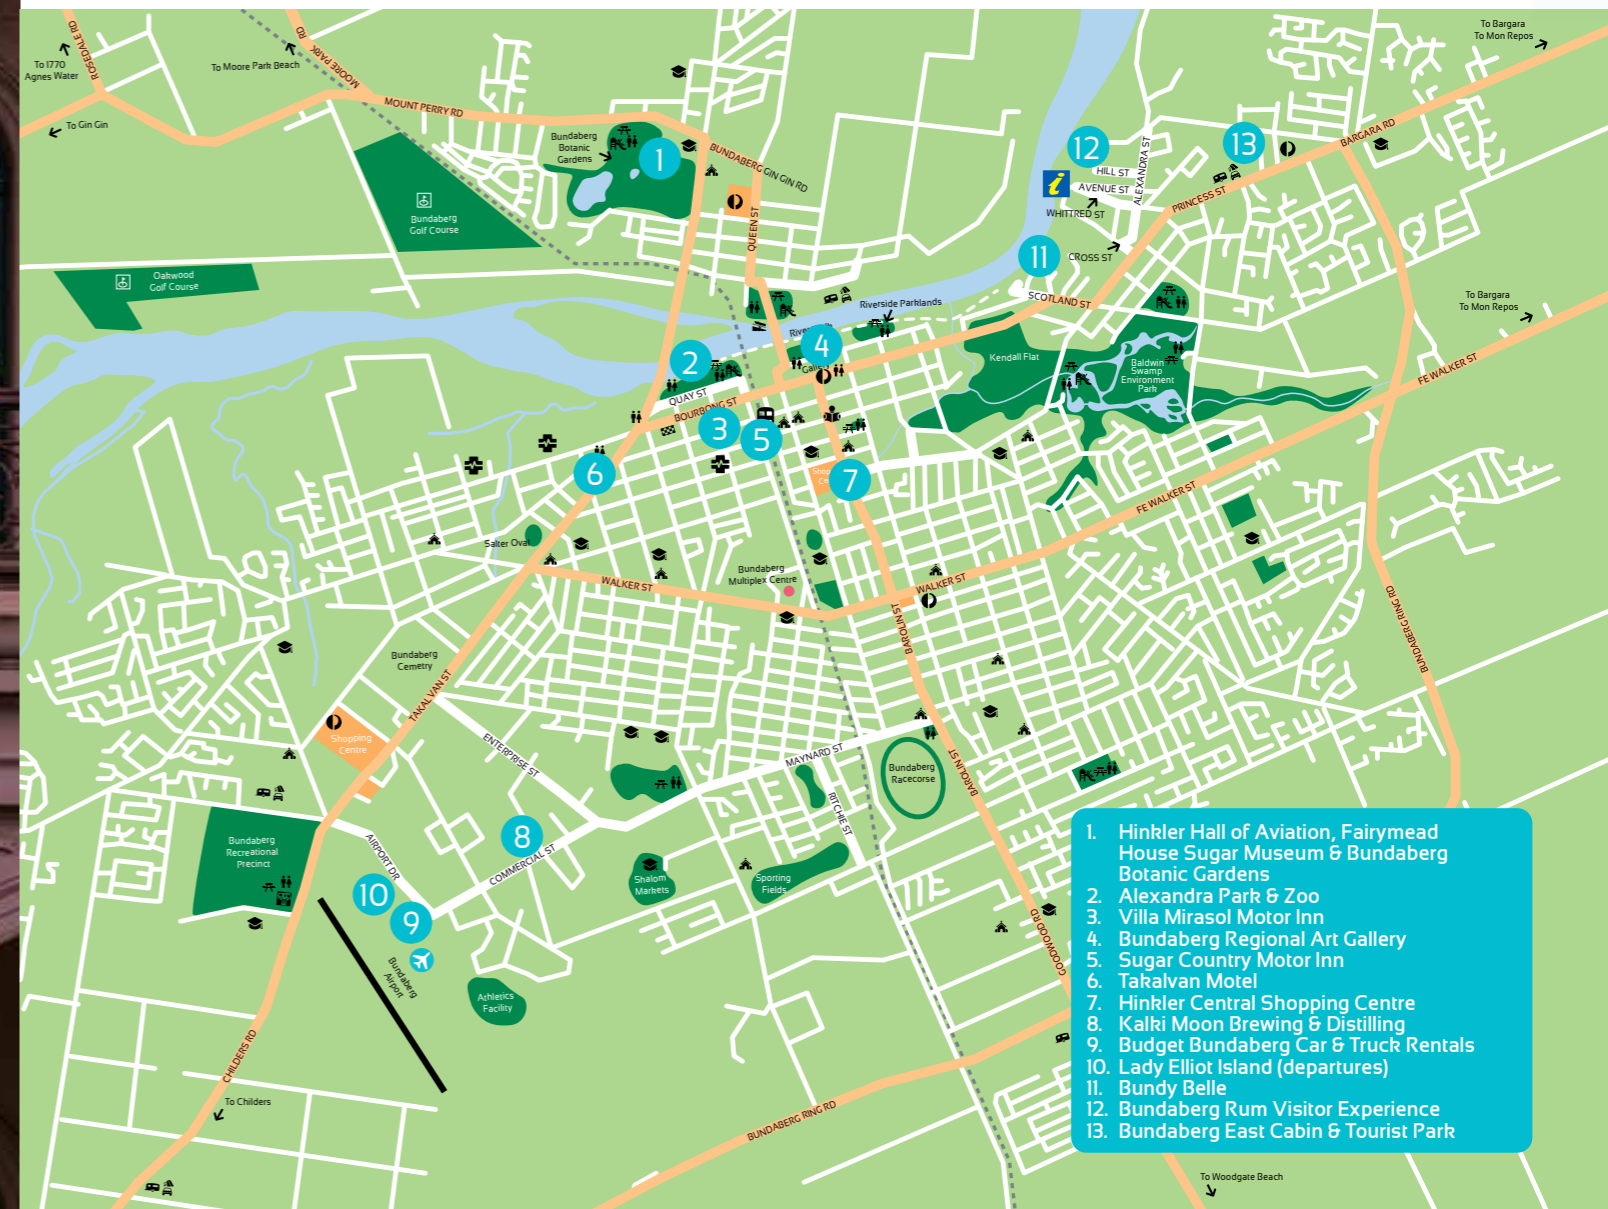 To Bargara
To Mon Repos
ROSEDALE RD
To 1770
Agnes Water
To Moore Park Beach
MOORE PARK
RD
MOUNT PERRY RD
To Gin Gin
Bundaberg
Botanic
Gardens
1
BUNDABERG GIN GIN RD
QUEEN ST
12
13
BARGARA RD
HILL ST
ALEXANDRA ST
i
AVENUE ST
PRINCESS ST
WHITTRED ST
Bundaberg
Golf Course
11
CROSS ST
Oakwood
Golf Course
SCOTLAND ST
To Bargara
To Mon Repos
Riverside Parklands
2
4
Kendall Flat
Baldwin
Swamp
Environment
Park
FE WALKER ST
QUAY ST
BOURBONG ST
3
5
6
7
FE WALKER ST
Salter Oval
WALKER ST
Bundaberg
Multiplex Centre
WALKER ST
BAROLIN ST
BUNDABERG RING RD
Bundaberg
Cemetry
TAKALVAN ST
Shopping
Centre
ENTERPRISE ST
MAYNARD ST
RITCHIE ST
Bundaberg
Racecorse
BAROLIN ST
Bundaberg
Recreational
Precinct
AIRPORT DR
8
COMMERCIAL ST
Shalom
Markets
Sporting
Fields
10
9
Bundaberg
Airport
Athletics
Facility
GOODWOOD RD
CHILDERS RD
To Childers
BUNDABERG RING RD
To Woodgate Beach
1. Hinkler Hall of Aviation, Fairymead
House Sugar Museum & Bundaberg
Botanic Gardens
2. Alexandra Park & Zoo
3. Villa Mirasol Motor Inn
4. Bundaberg Regional Art Gallery
5. Sugar Country Motor Inn
6. Takalvan Motel
7. Hinkler Central Shopping Centre
8. Kalki Moon Brewing & Distilling
9. Budget Bundaberg Car & Truck Rentals
10. Lady Elliot Island (departures)
11. Bundy Belle
12. Bundaberg Rum Visitor Experience
13. Bundaberg East Cabin & Tourist Park